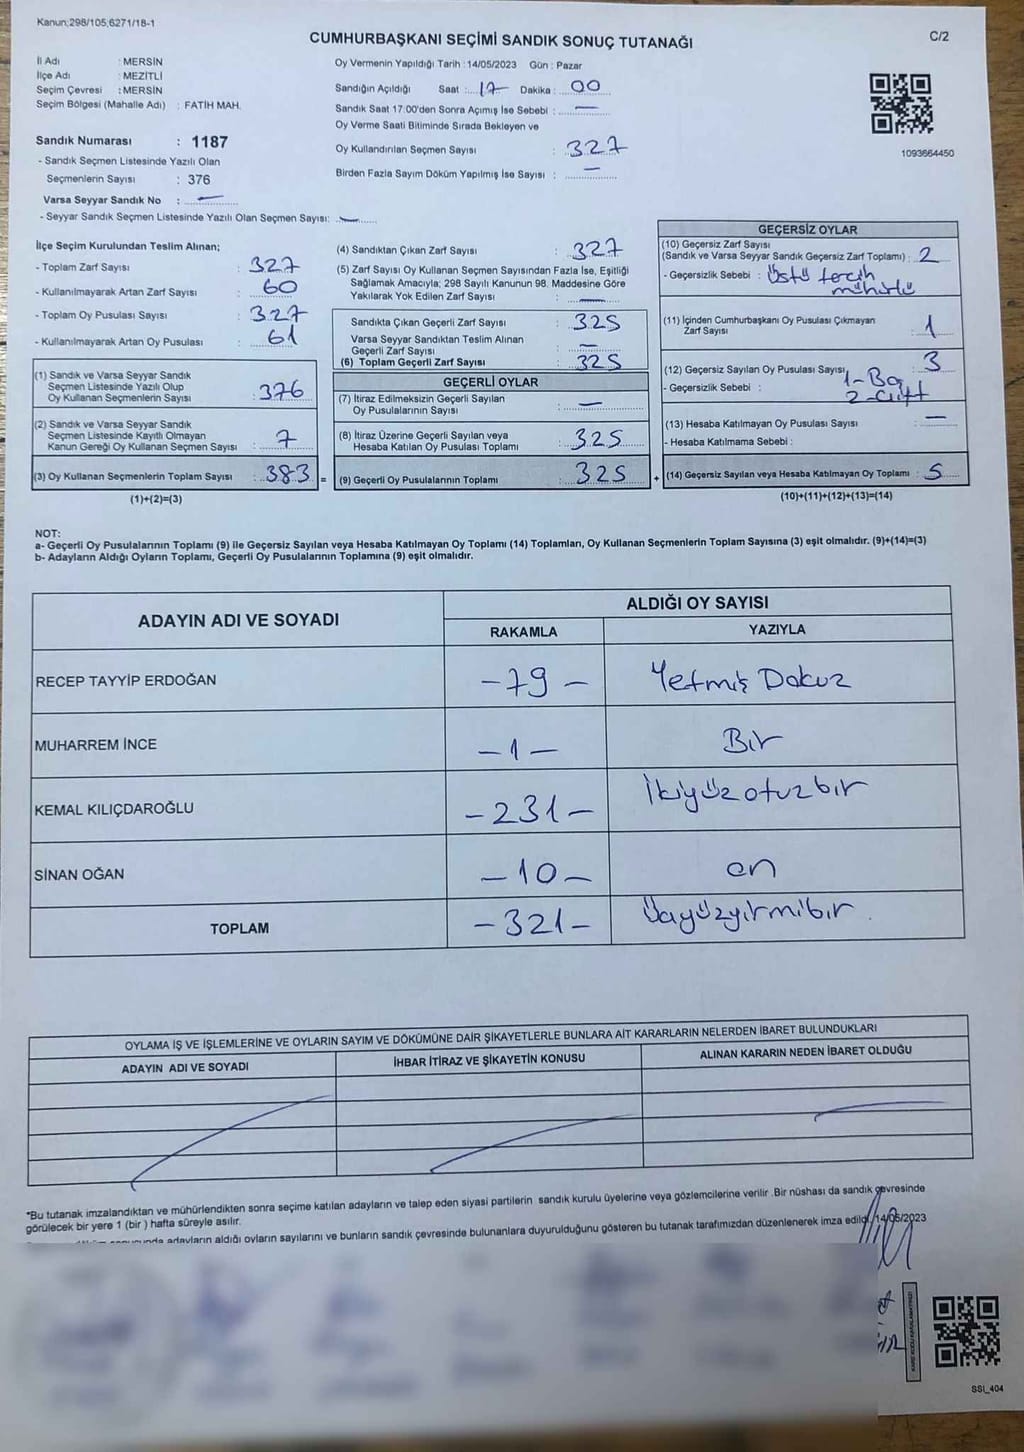 Kanun;298/105,6271/18-1
C/2
CUMHURBAŞKANI SEÇİMİ SANDIK SONUÇ TUTANAĞI
İl Adı : MERSİN
İlçe Adı : MEZİTLİ
Seçim Çevresi : MERSİN
Seçim Bölgesi (Mahalle Adı) : FATİH MAH.
Sandık Numarası : 1187
- Sandık Seçmen Listesinde Yazılı Olan
Seçmenlerin Sayısı : 376
Varsa Seyyar Sandık No : —
- Seyyar Sandık Seçmen Listesinde Yazılı Olan Seçmen Sayısı: —
Oy Vermenin Yapıldığı Tarih : 14/05/2023 Gün : Pazar
Sandığın Açıldığı Saat : 17 Dakika : 00
Sandık Saat 17:00'den Sonra Açımış İse Sebebi : —
Oy Verme Saati Bitiminde Sırada Bekleyen ve
Oy Kullandırılan Seçmen Sayısı : 327
Birden Fazla Sayım Döküm Yapılmış İse Sayısı : —
1093664450
İlçe Seçim Kurulundan Teslim Alınan;
- Toplam Zarf Sayısı : 327
- Kullanılmayarak Artan Zarf Sayısı : 60
- Toplam Oy Pusulası Sayısı : 327
- Kullanılmayarak Artan Oy Pusulası : 61
(1) Sandık ve Varsa Seyyar Sandık
Seçmen Listesinde Yazılı Olup
Oy Kullanan Seçmenlerin Sayısı : 376
(2) Sandık ve Varsa Seyyar Sandık
Seçmen Listesinde Kayıtlı Olmayan
Kanun Gereği Oy Kullanan Seçmen Sayısı : 7
(3) Oy Kullanan Seçmenlerin Toplam Sayısı : 383 =
(1)+(2)=(3)
(4) Sandıktan Çıkan Zarf Sayısı : 327
(5) Zarf Sayısı Oy Kullanan Seçmen Sayısından Fazla İse, Eşitliği
Sağlamak Amacıyla; 298 Sayılı Kanunun 98. Maddesine Göre
Yakılarak Yok Edilen Zarf Sayısı : —
Sandıkta Çıkan Geçerli Zarf Sayısı : 325
Varsa Seyyar Sandıktan Teslim Alınan
Geçerli Zarf Sayısı : —
(6) Toplam Geçerli Zarf Sayısı : 325
GEÇERLİ OYLAR
(7) İtiraz Edilmeksizin Geçerli Sayılan
Oy Pusulalarının Sayısı : —
(8) İtiraz Üzerine Geçerli Sayılan veya
Hesaba Katılan Oy Pusulası Toplamı : 325
(9) Geçerli Oy Pusulalarının Toplamı : 325 +
GEÇERSİZ OYLAR
(10) Geçersiz Zarf Sayısı
(Sandık ve Varsa Seyyar Sandık Geçersiz Zarf Toplamı) : 2
- Geçersizlik Sebebi : Üstü tercih
mühürlü
(11) İçinden Cumhurbaşkanı Oy Pusulası Çıkmayan
Zarf Sayısı : 1
(12) Geçersiz Sayılan Oy Pusulası Sayısı : 3
- Geçersizlik Sebebi : 1-Boş
2-Çift
(13) Hesaba Katılmayan Oy Pusulası Sayısı : —
- Hesaba Katılmama Sebebi :
(14) Geçersiz Sayılan veya Hesaba Katılmayan Oy Toplamı : 5
(10)+(11)+(12)+(13)=(14)
NOT:
a- Geçerli Oy Pusulalarının Toplamı (9) ile Geçersiz Sayılan veya Hesaba Katılmayan Oy Toplamı (14) Toplamları, Oy Kullanan Seçmenlerin Toplam Sayısına (3) eşit olmalıdır. (9)+(14)=(3)
b- Adayların Aldığı Oyların Toplamı, Geçerli Oy Pusulalarının Toplamına (9) eşit olmalıdır.
ADAYIN ADI VE SOYADI ALDIĞI OY SAYISI
RAKAMLA YAZIYLA
RECEP TAYYİP ERDOĞAN -79- Yetmiş Dokuz
MUHARREM İNCE -1- Bir
KEMAL KILIÇDAROĞLU -231- İkiyüzotuzbir
SİNAN OĞAN -10- on
TOPLAM -321- Üçyüzyirmibir.
OYLAMA İŞ VE İŞLEMLERİNE VE OYLARIN SAYIM VE DÖKÜMÜNE DAİR ŞİKAYETLERLE BUNLARA AİT KARARLARIN NELERDEN İBARET BULUNDUKLARI
ADAYIN ADI VE SOYADI İHBAR İTİRAZ VE ŞİKAYETİN KONUSU ALINAN KARARIN NEDEN İBARET OLDUĞU
*Bu tutanak imzalandıktan ve mühürlendikten sonra seçime katılan adayların ve talep eden siyasi partilerin sandık kurulu üyelerine veya gözlemcilerine verilir .Bir nüshası da sandık çevresinde
görülecek bir yere 1 (bir ) hafta süreyle asılır.
adayların aldığı oyların sayılarını ve bunların sandık çevresinde bulunanlara duyurulduğunu gösteren bu tutanak tarafımızdan düzenlenerek imza edildi. 14/05/2023
SSI_404